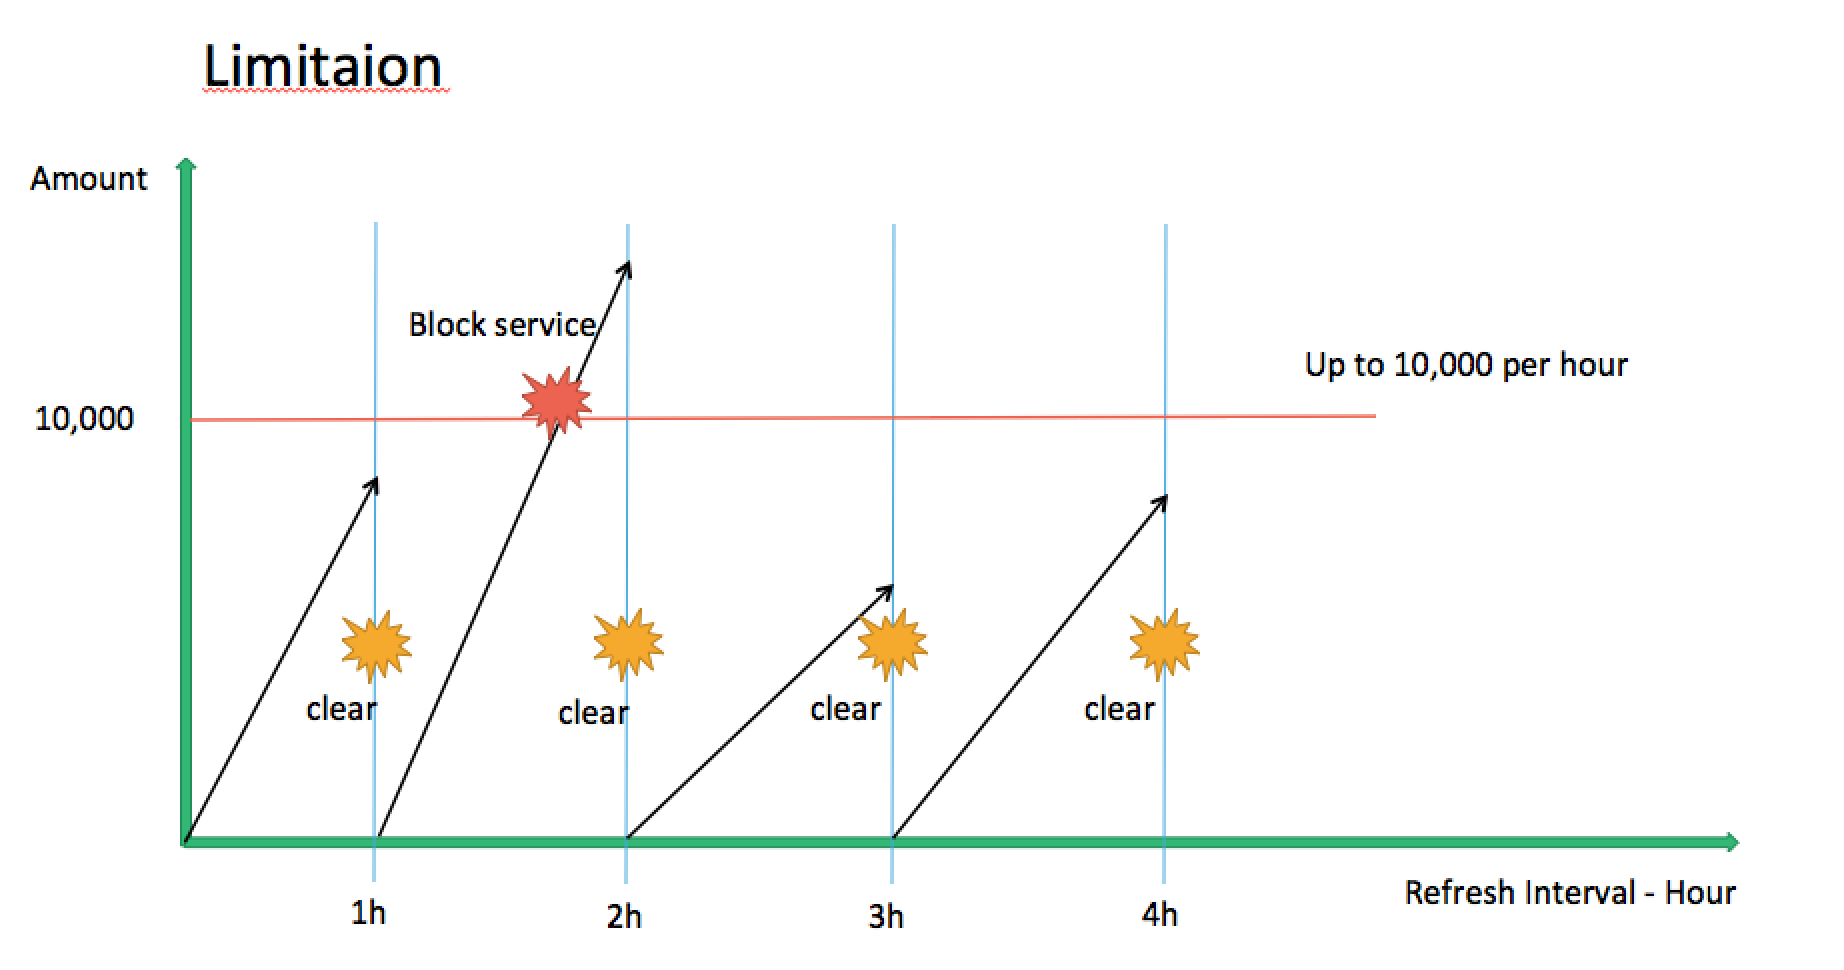 Limitaion
Amount
Block service
Up to 10,000 per hour
10,000
clear
clear
clear
clear
Refresh Interval - Hour
1h
2h
3h
4h